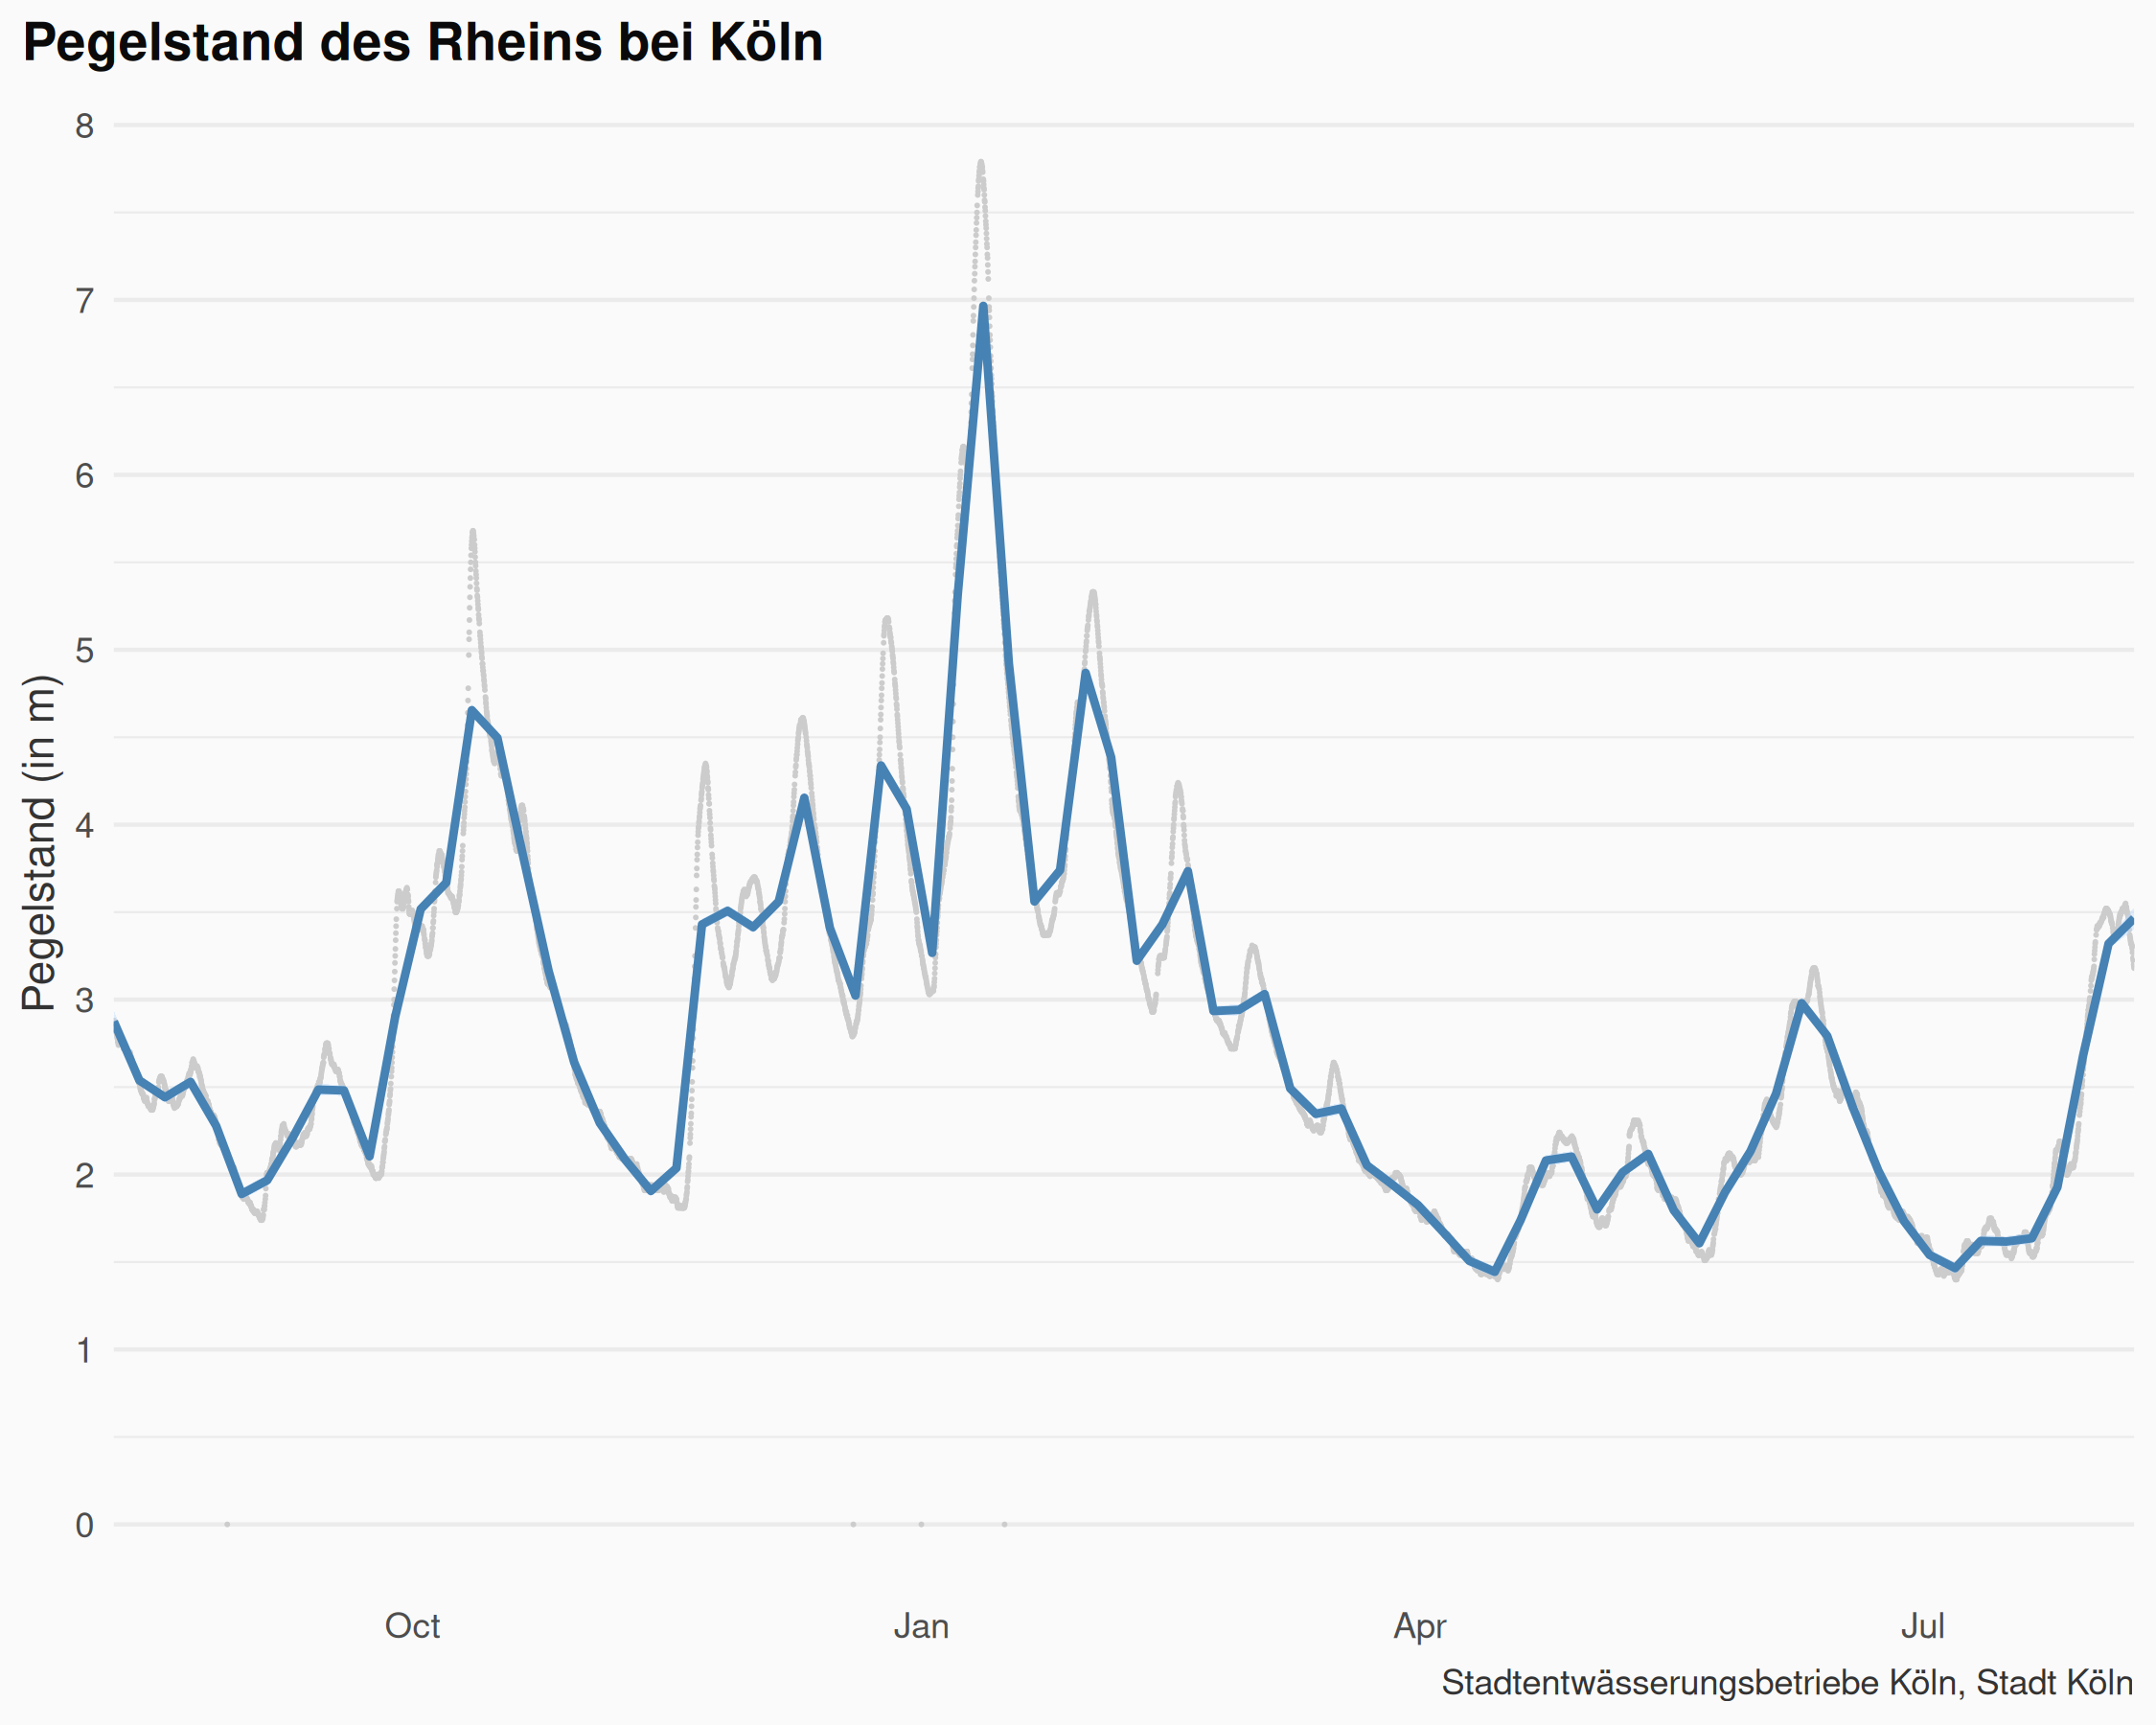 Pegelstand des Rheins bei Köln
Pegelstand (in m)
8
7
6
5
4
3
2
1
0
Oct Jan Apr Jul
Stadtentwässerungsbetriebe Köln, Stadt Köln